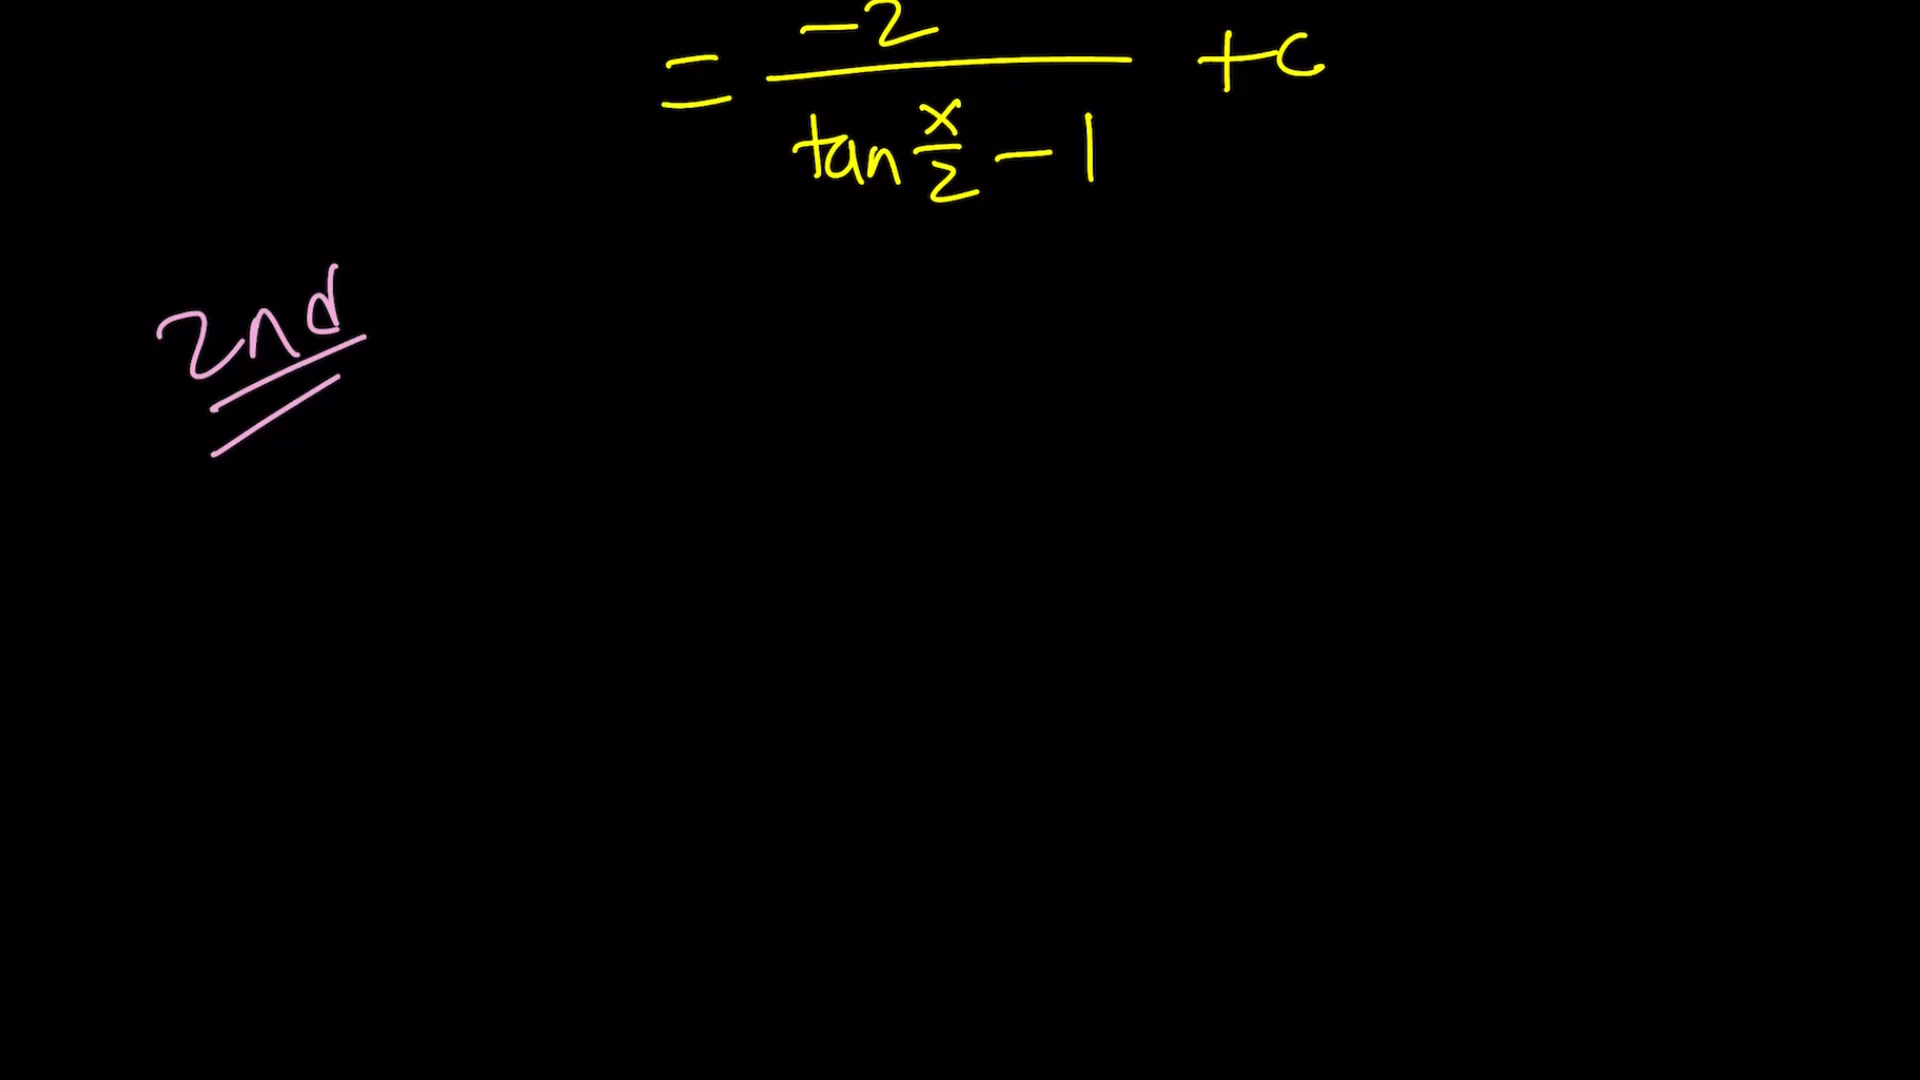 = -2 / (tan x/2 - 1) + c
2nd